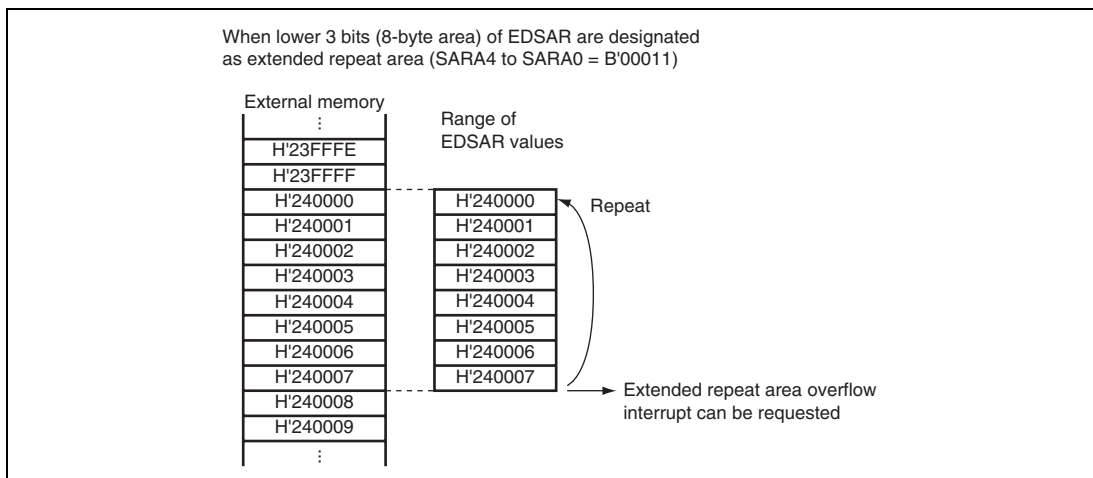 When lower 3 bits (8-byte area) of EDSAR are designated
as extended repeat area (SARA4 to SARA0 = B'00011)
External memory
⋮
H'23FFFE
H'23FFFF
H'240000
H'240001
H'240002
H'240003
H'240004
H'240005
H'240006
H'240007
H'240008
H'240009
⋮
Range of
EDSAR values
H'240000
H'240001
H'240002
H'240003
H'240004
H'240005
H'240006
H'240007
Repeat
Extended repeat area overflow
interrupt can be requested